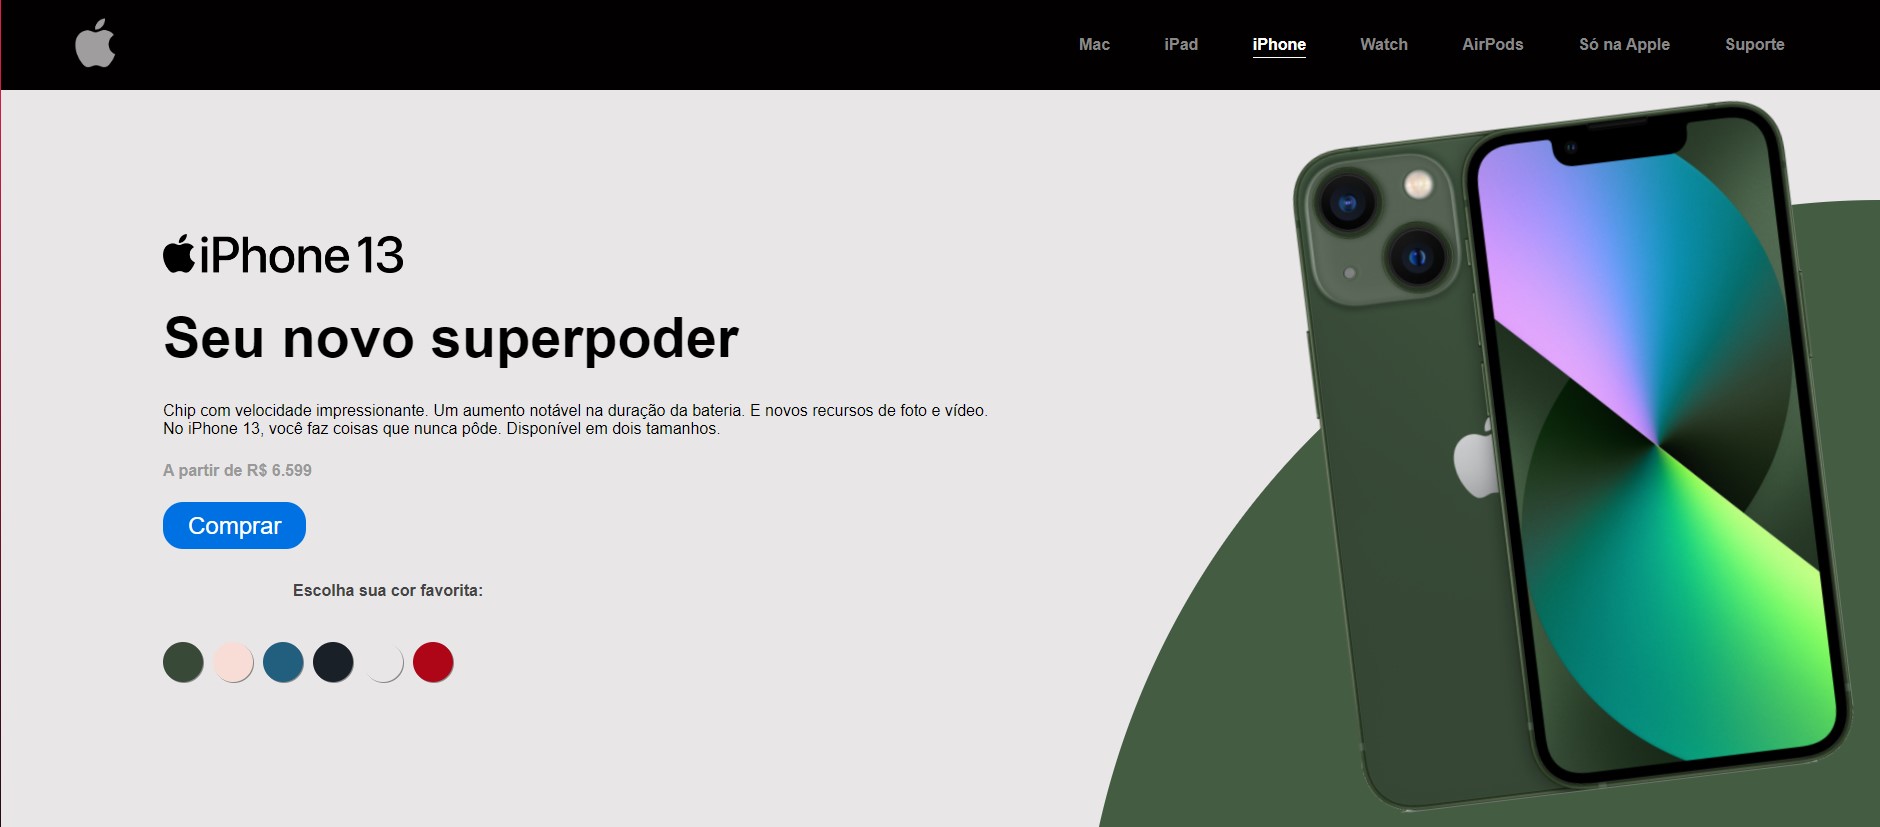 Mac iPad iPhone Watch AirPods Só na Apple Suporte
iPhone 13
Seu novo superpoder
Chip com velocidade impressionante. Um aumento notável na duração da bateria. E novos recursos de foto e vídeo.
No iPhone 13, você faz coisas que nunca pôde. Disponível em dois tamanhos.
A partir de R$ 6.599
Comprar
Escolha sua cor favorita: